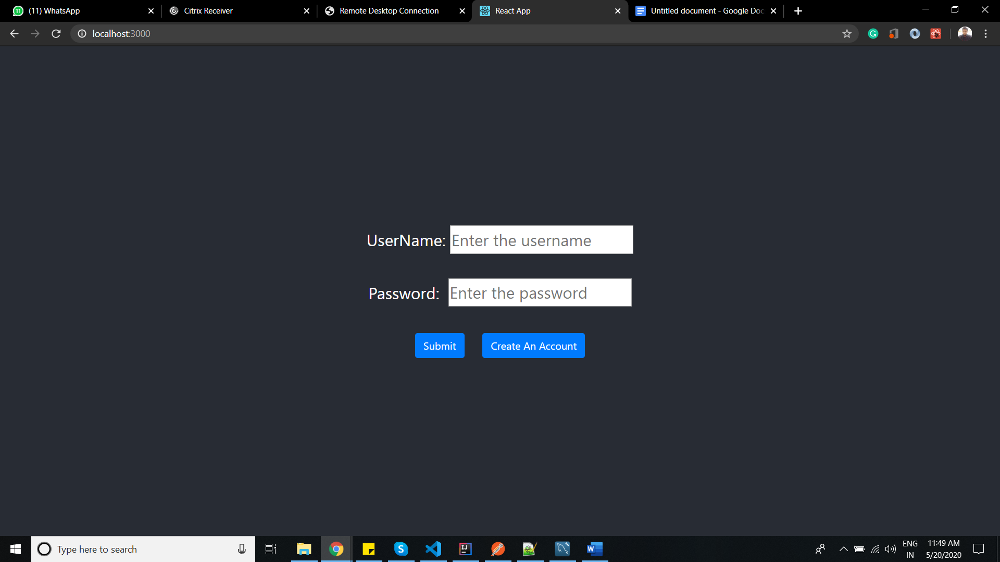 (11) WhatsApp
Citrix Receiver
Remote Desktop Connection
React App
Untitled document - Google Doc
localhost:3000
UserName: Enter the username
Password: Enter the password
Submit Create An Account
Type here to search
ENG
IN
11:49 AM
5/20/2020